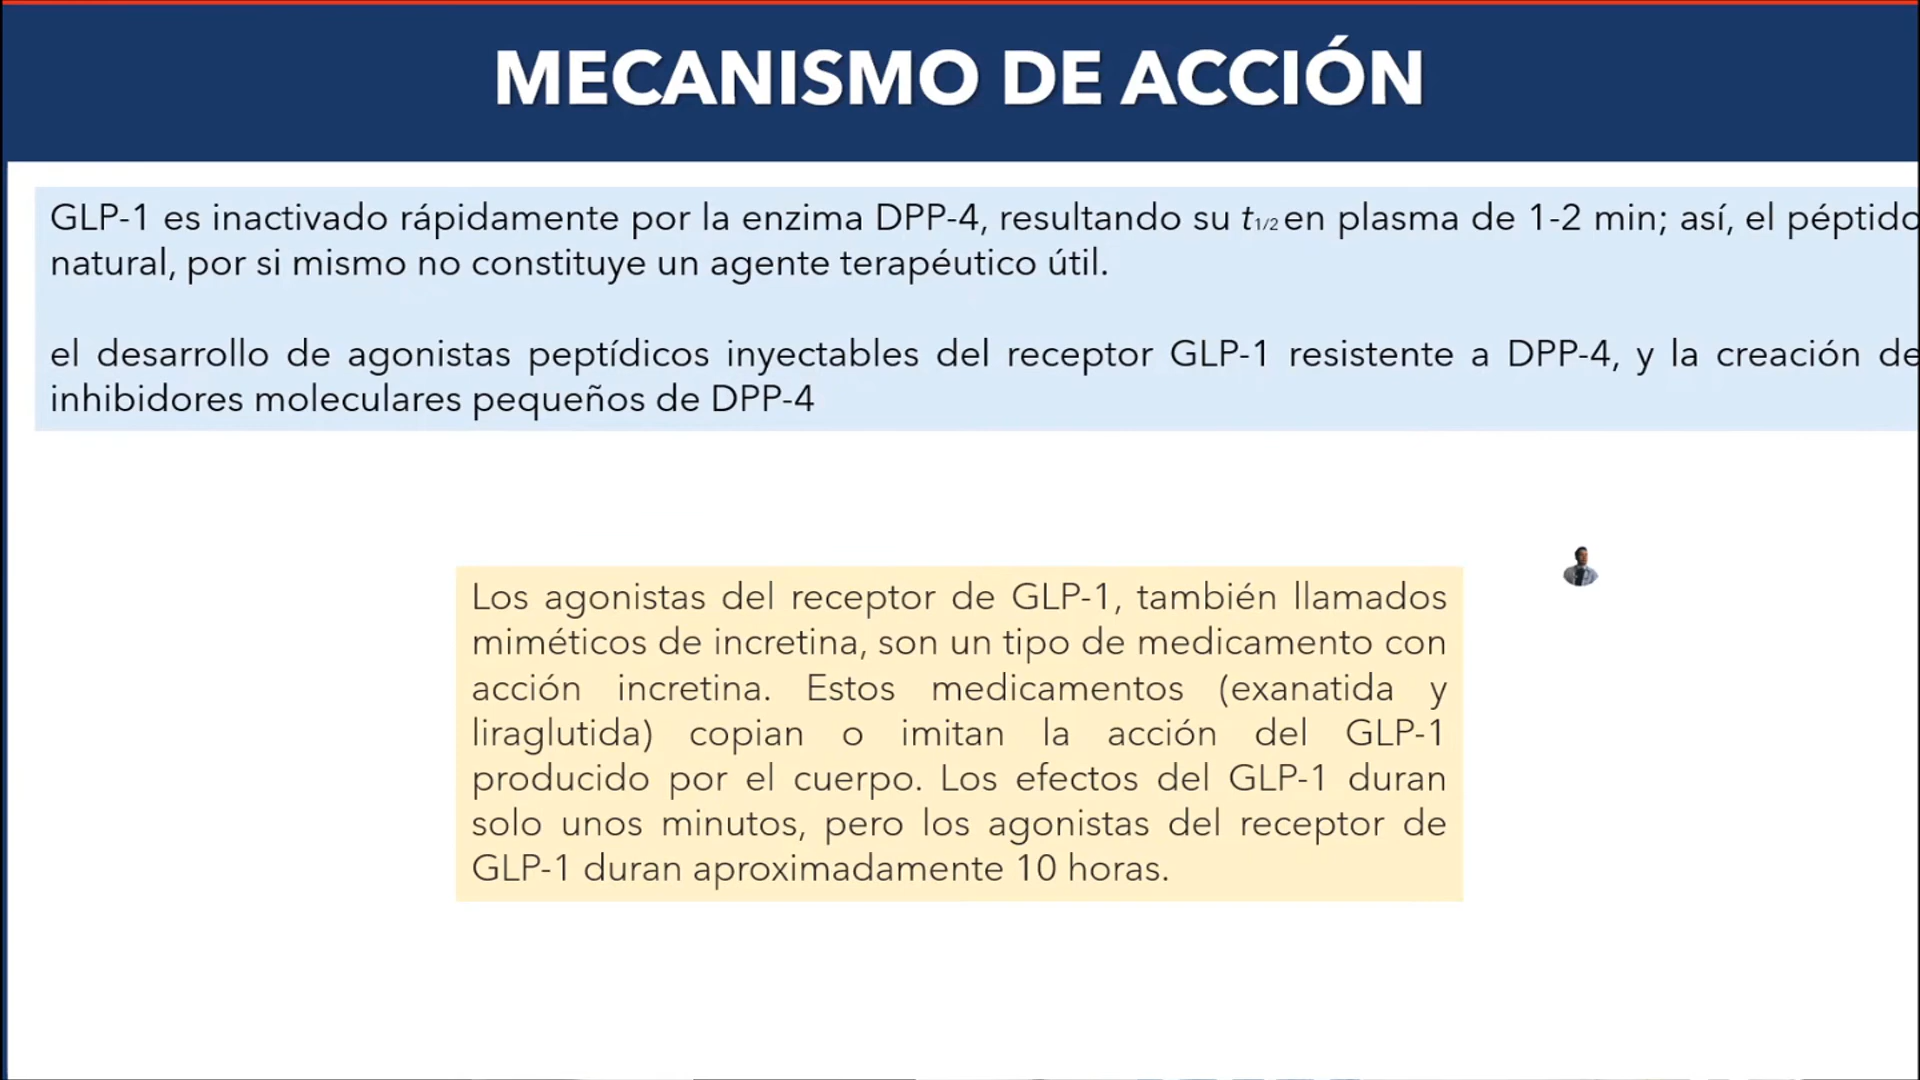 MECANISMO DE ACCIÓN
GLP-1 es inactivado rápidamente por la enzima DPP-4, resultando su t1/2 en plasma de 1-2 min; así, el péptido
natural, por si mismo no constituye un agente terapéutico útil.
el desarrollo de agonistas peptídicos inyectables del receptor GLP-1 resistente a DPP-4, y la creación de
inhibidores moleculares pequeños de DPP-4
Los agonistas del receptor de GLP-1, también llamados
miméticos de incretina, son un tipo de medicamento con
acción incretina. Estos medicamentos (exanatida y
liraglutida) copian o imitan la acción del GLP-1
producido por el cuerpo. Los efectos del GLP-1 duran
solo unos minutos, pero los agonistas del receptor de
GLP-1 duran aproximadamente 10 horas.